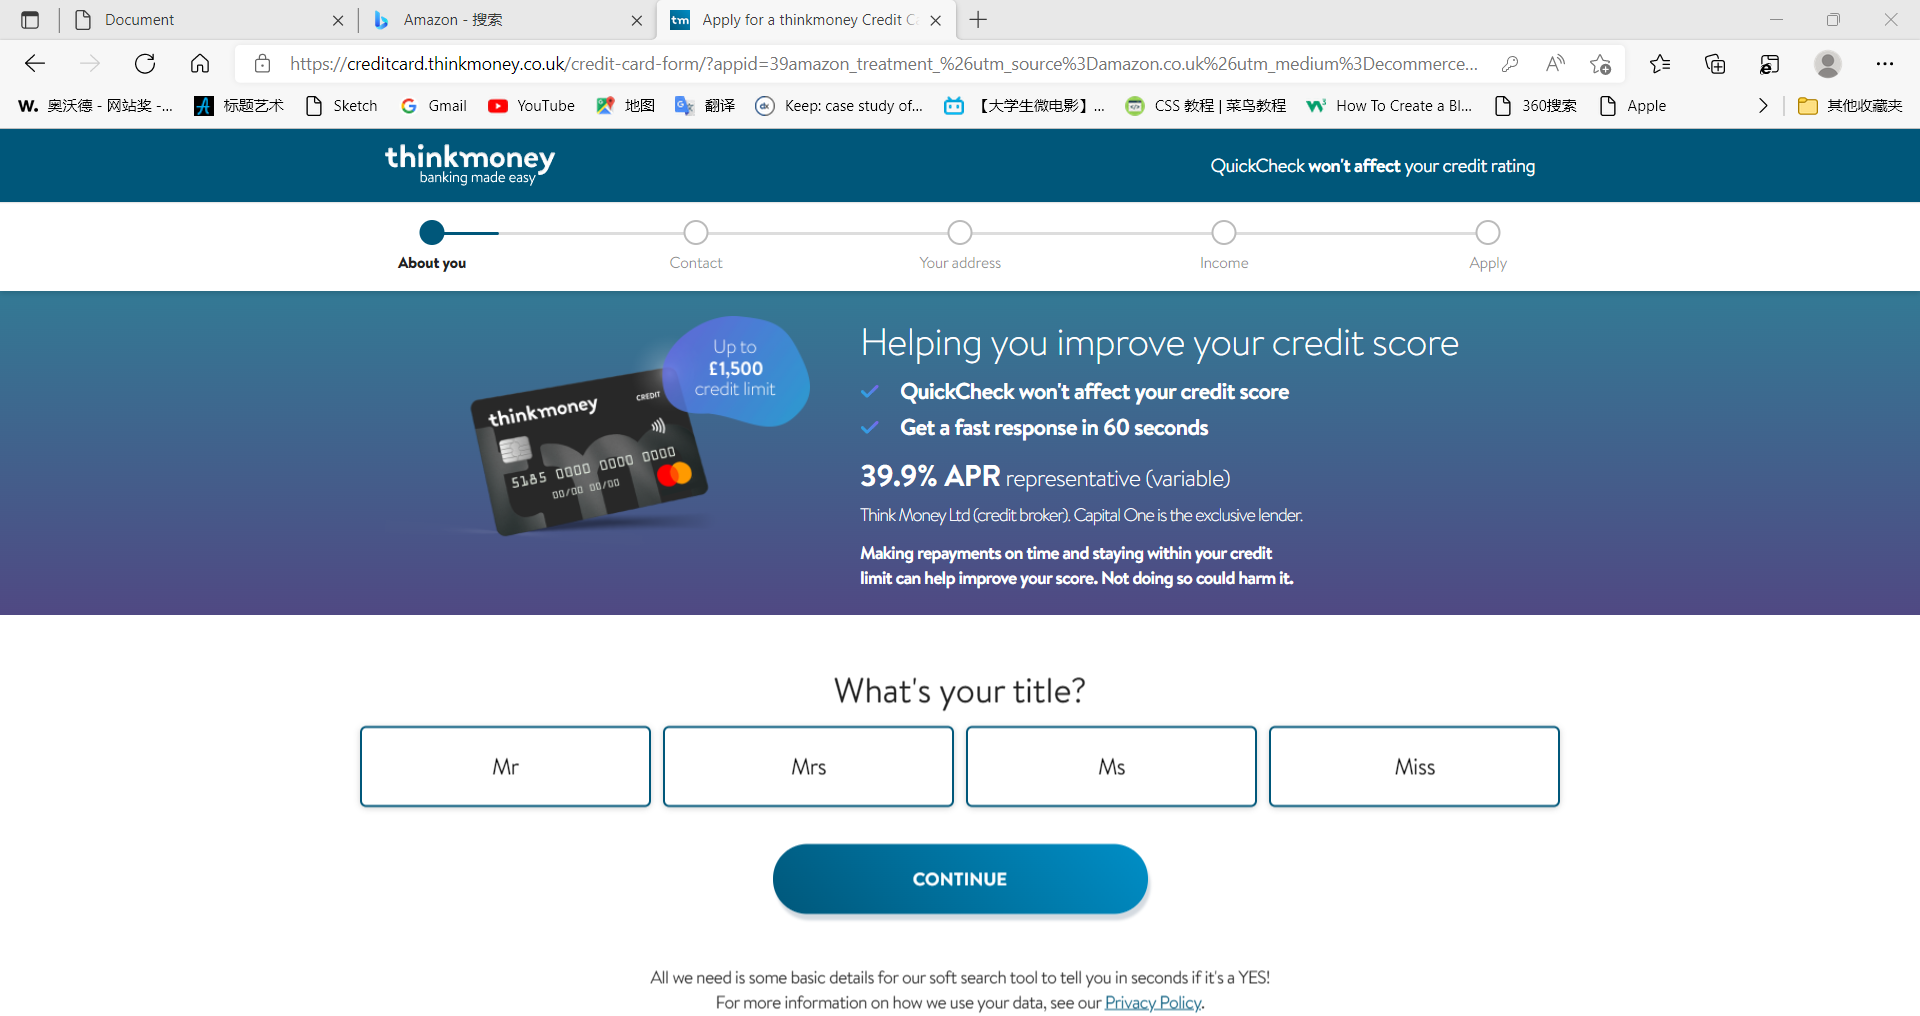 Document
Amazon - 搜索
tm Apply for a thinkmoney Credit C
https://creditcard.thinkmoney.co.uk/credit-card-form/?appid=39amazon_treatment_%26utm_source%3Damazon.co.uk%26utm_medium%3Decommerce...
W. 奥沃德 - 网站奖 -... 标题艺术 Sketch Gmail YouTube 地图 翻译 Keep: case study of... 【大学生微电影】... CSS 教程 | 菜鸟教程 How To Create a Bl... 360搜索 Apple 其他收藏夹
thinkmoney
banking made easy
QuickCheck won't affect your credit rating
About you Contact Your address Income Apply
Up to
£1,500
credit limit
thinkmoney CREDIT
5185 0000 0000 0000
00/00 00/00
Helping you improve your credit score
QuickCheck won't affect your credit score
Get a fast response in 60 seconds
39.9% APR representative (variable)
Think Money Ltd (credit broker). Capital One is the exclusive lender.
Making repayments on time and staying within your credit
limit can help improve your score. Not doing so could harm it.
What's your title?
Mr Mrs Ms Miss
CONTINUE
All we need is some basic details for our soft search tool to tell you in seconds if it's a YES!
For more information on how we use your data, see our Privacy Policy.